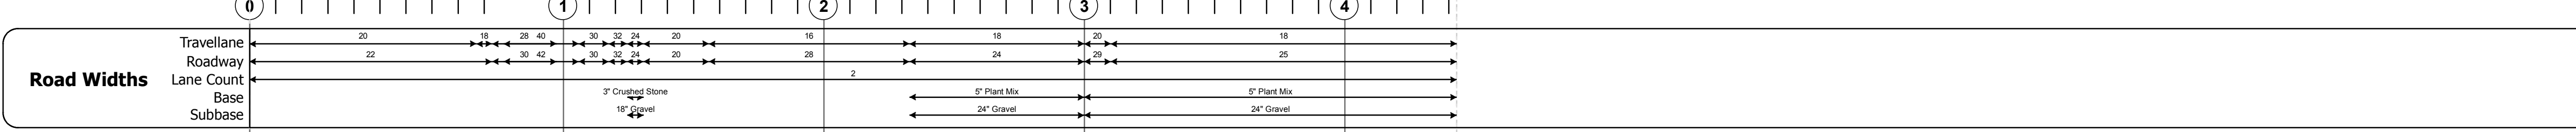 0 1 2 3 4
Travellane 20 18 28 40 30 32 24 20 16 18 20 18
Roadway 22 30 42 30 32 24 20 28 24 29 25
Road Widths
Lane Count 2
Base 3" Crushed Stone 5" Plant Mix 5" Plant Mix
Subbase 18" Gravel 24" Gravel 24" Gravel